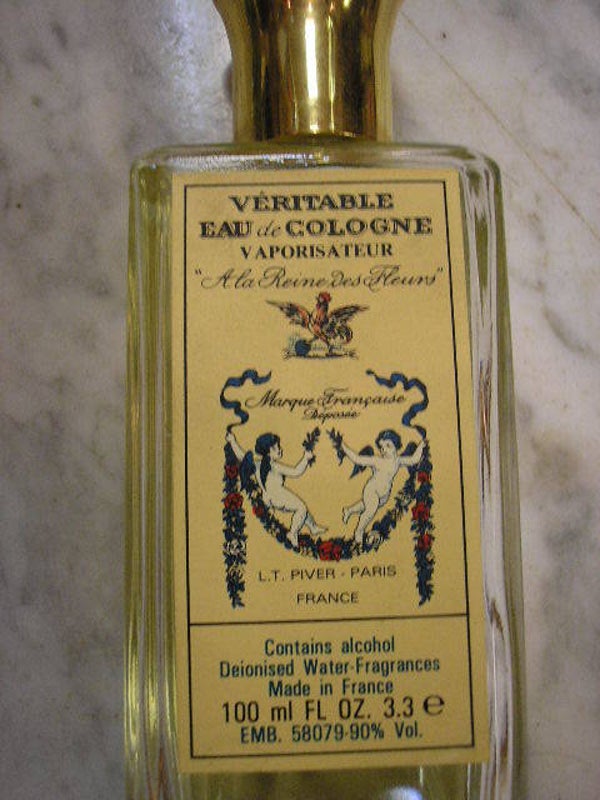 VÉRITABLE
EAU de COLOGNE
VAPORISATEUR
"A la Reine des Fleurs"
Marque Française
Déposée
L.T. PIVER - PARIS
FRANCE
Contains alcohol
Deionised Water-Fragrances
Made in France
100 ml FL OZ. 3.3 ℮
EMB. 58079-90% Vol.